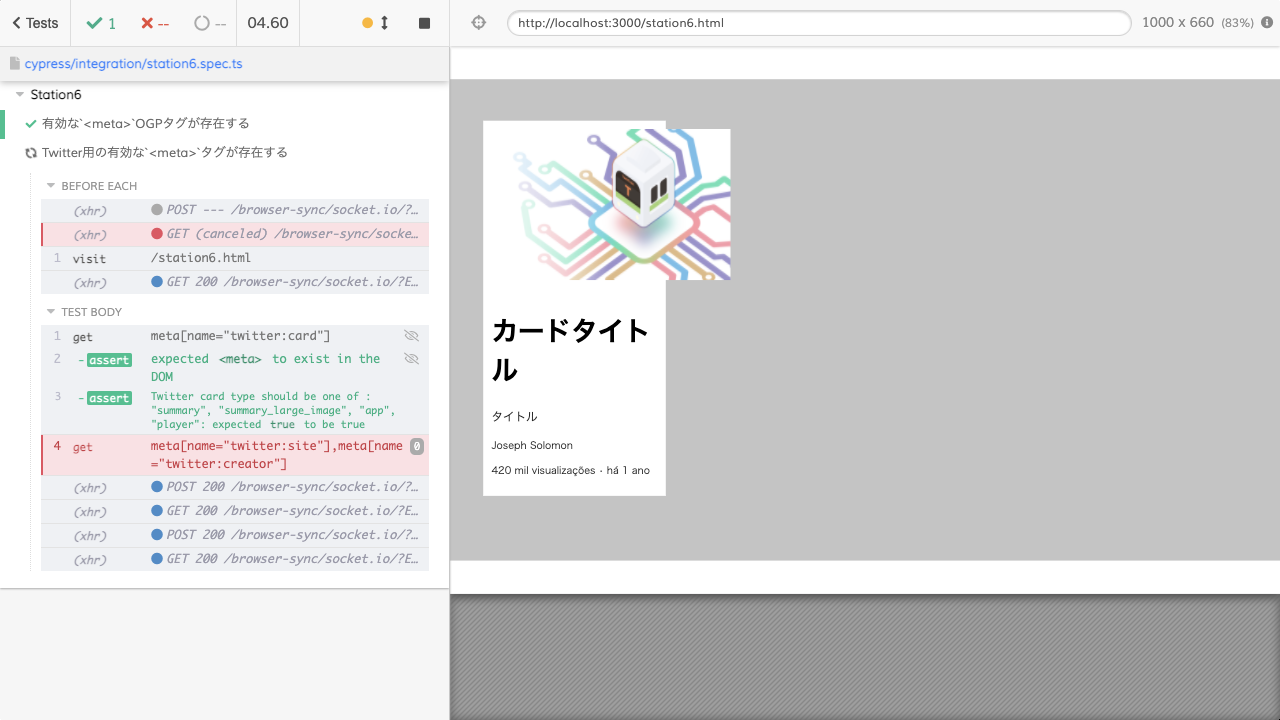 Tests
1
--
--
04.60
http://localhost:3000/station6.html
1000 x 660 (83%)
cypress/integration/station6.spec.ts
Station6
有効な`<meta>`OGPタグが存在する
Twitter用の有効な`<meta>`タグが存在する
BEFORE EACH
(xhr) POST --- /browser-sync/socket.io/?…
(xhr) GET (canceled) /browser-sync/socke…
1 visit /station6.html
(xhr) GET 200 /browser-sync/socket.io/?E…
TEST BODY
1 get meta[name="twitter:card"]
2 -assert expected <meta> to exist in the
DOM
3 -assert Twitter card type should be one of :
"summary", "summary_large_image", "app",
"player": expected true to be true
4 get meta[name="twitter:site"],meta[name
="twitter:creator"] 0
(xhr) POST 200 /browser-sync/socket.io/?…
(xhr) GET 200 /browser-sync/socket.io/?E…
(xhr) POST 200 /browser-sync/socket.io/?…
(xhr) GET 200 /browser-sync/socket.io/?E…
T
カードタイト
ル
タイトル
Joseph Solomon
420 mil visualizações · há 1 ano